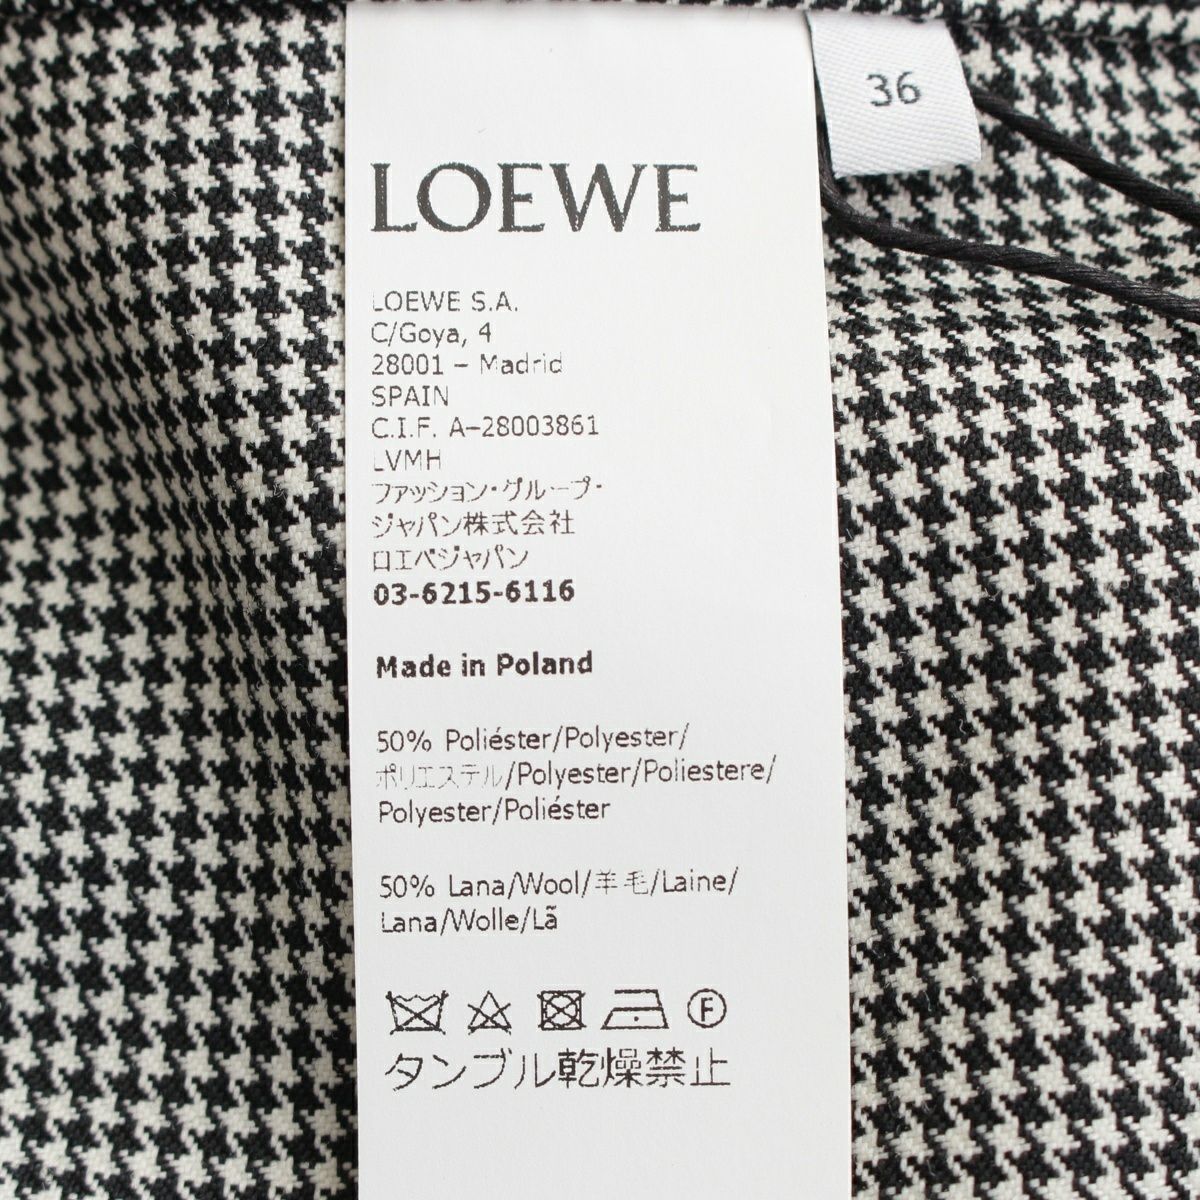 36
LOEWE
LOEWE S.A.
C/Goya, 4
28001 – Madrid
SPAIN
C.I.F. A-28003861
LVMH
ファッション・グループ・
ジャパン株式会社
ロエベジャパン
03-6215-6116
Made in Poland
50% Poliéster/Polyester/
ポリエステル/Polyester/Poliestere/
Polyester/Poliéster
50% Lana/Wool/羊毛/Laine/
Lana/Wolle/Lã
F
タンブル乾燥禁止